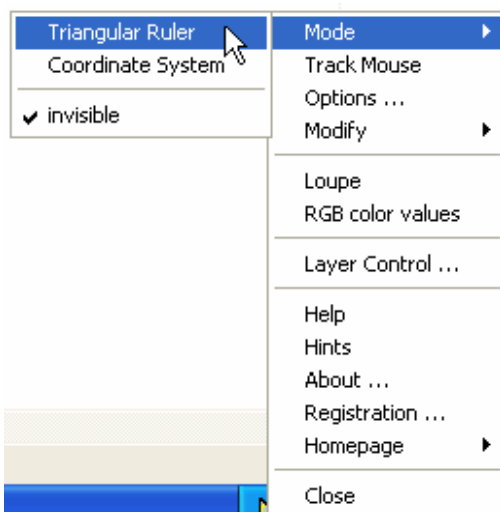 Triangular Ruler
Coordinate System
invisible
Mode
Track Mouse
Options ...
Modify
Loupe
RGB color values
Layer Control ...
Help
Hints
About ...
Registration ...
Homepage
Close